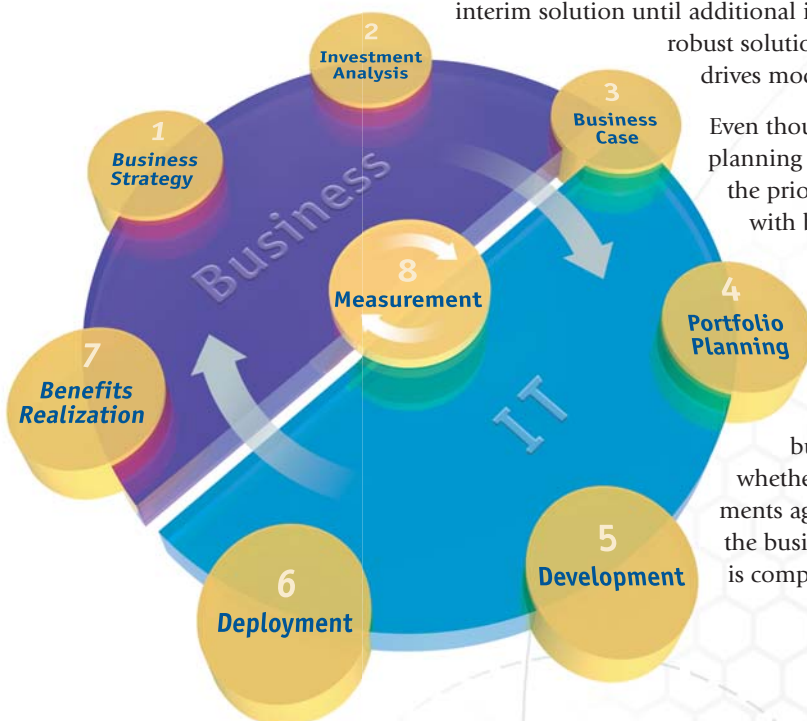 interim solution until additional i
robust solutio
drives mod
Even thou
planning
the prio
with b
bu
whethe
ments ag
the busi
is comp
1
Business
Strategy
2
Investment
Analysis
3
Business
Case
4
Portfolio
Planning
5
Development
6
Deployment
7
Benefits
Realization
8
Measurement
Business
IT